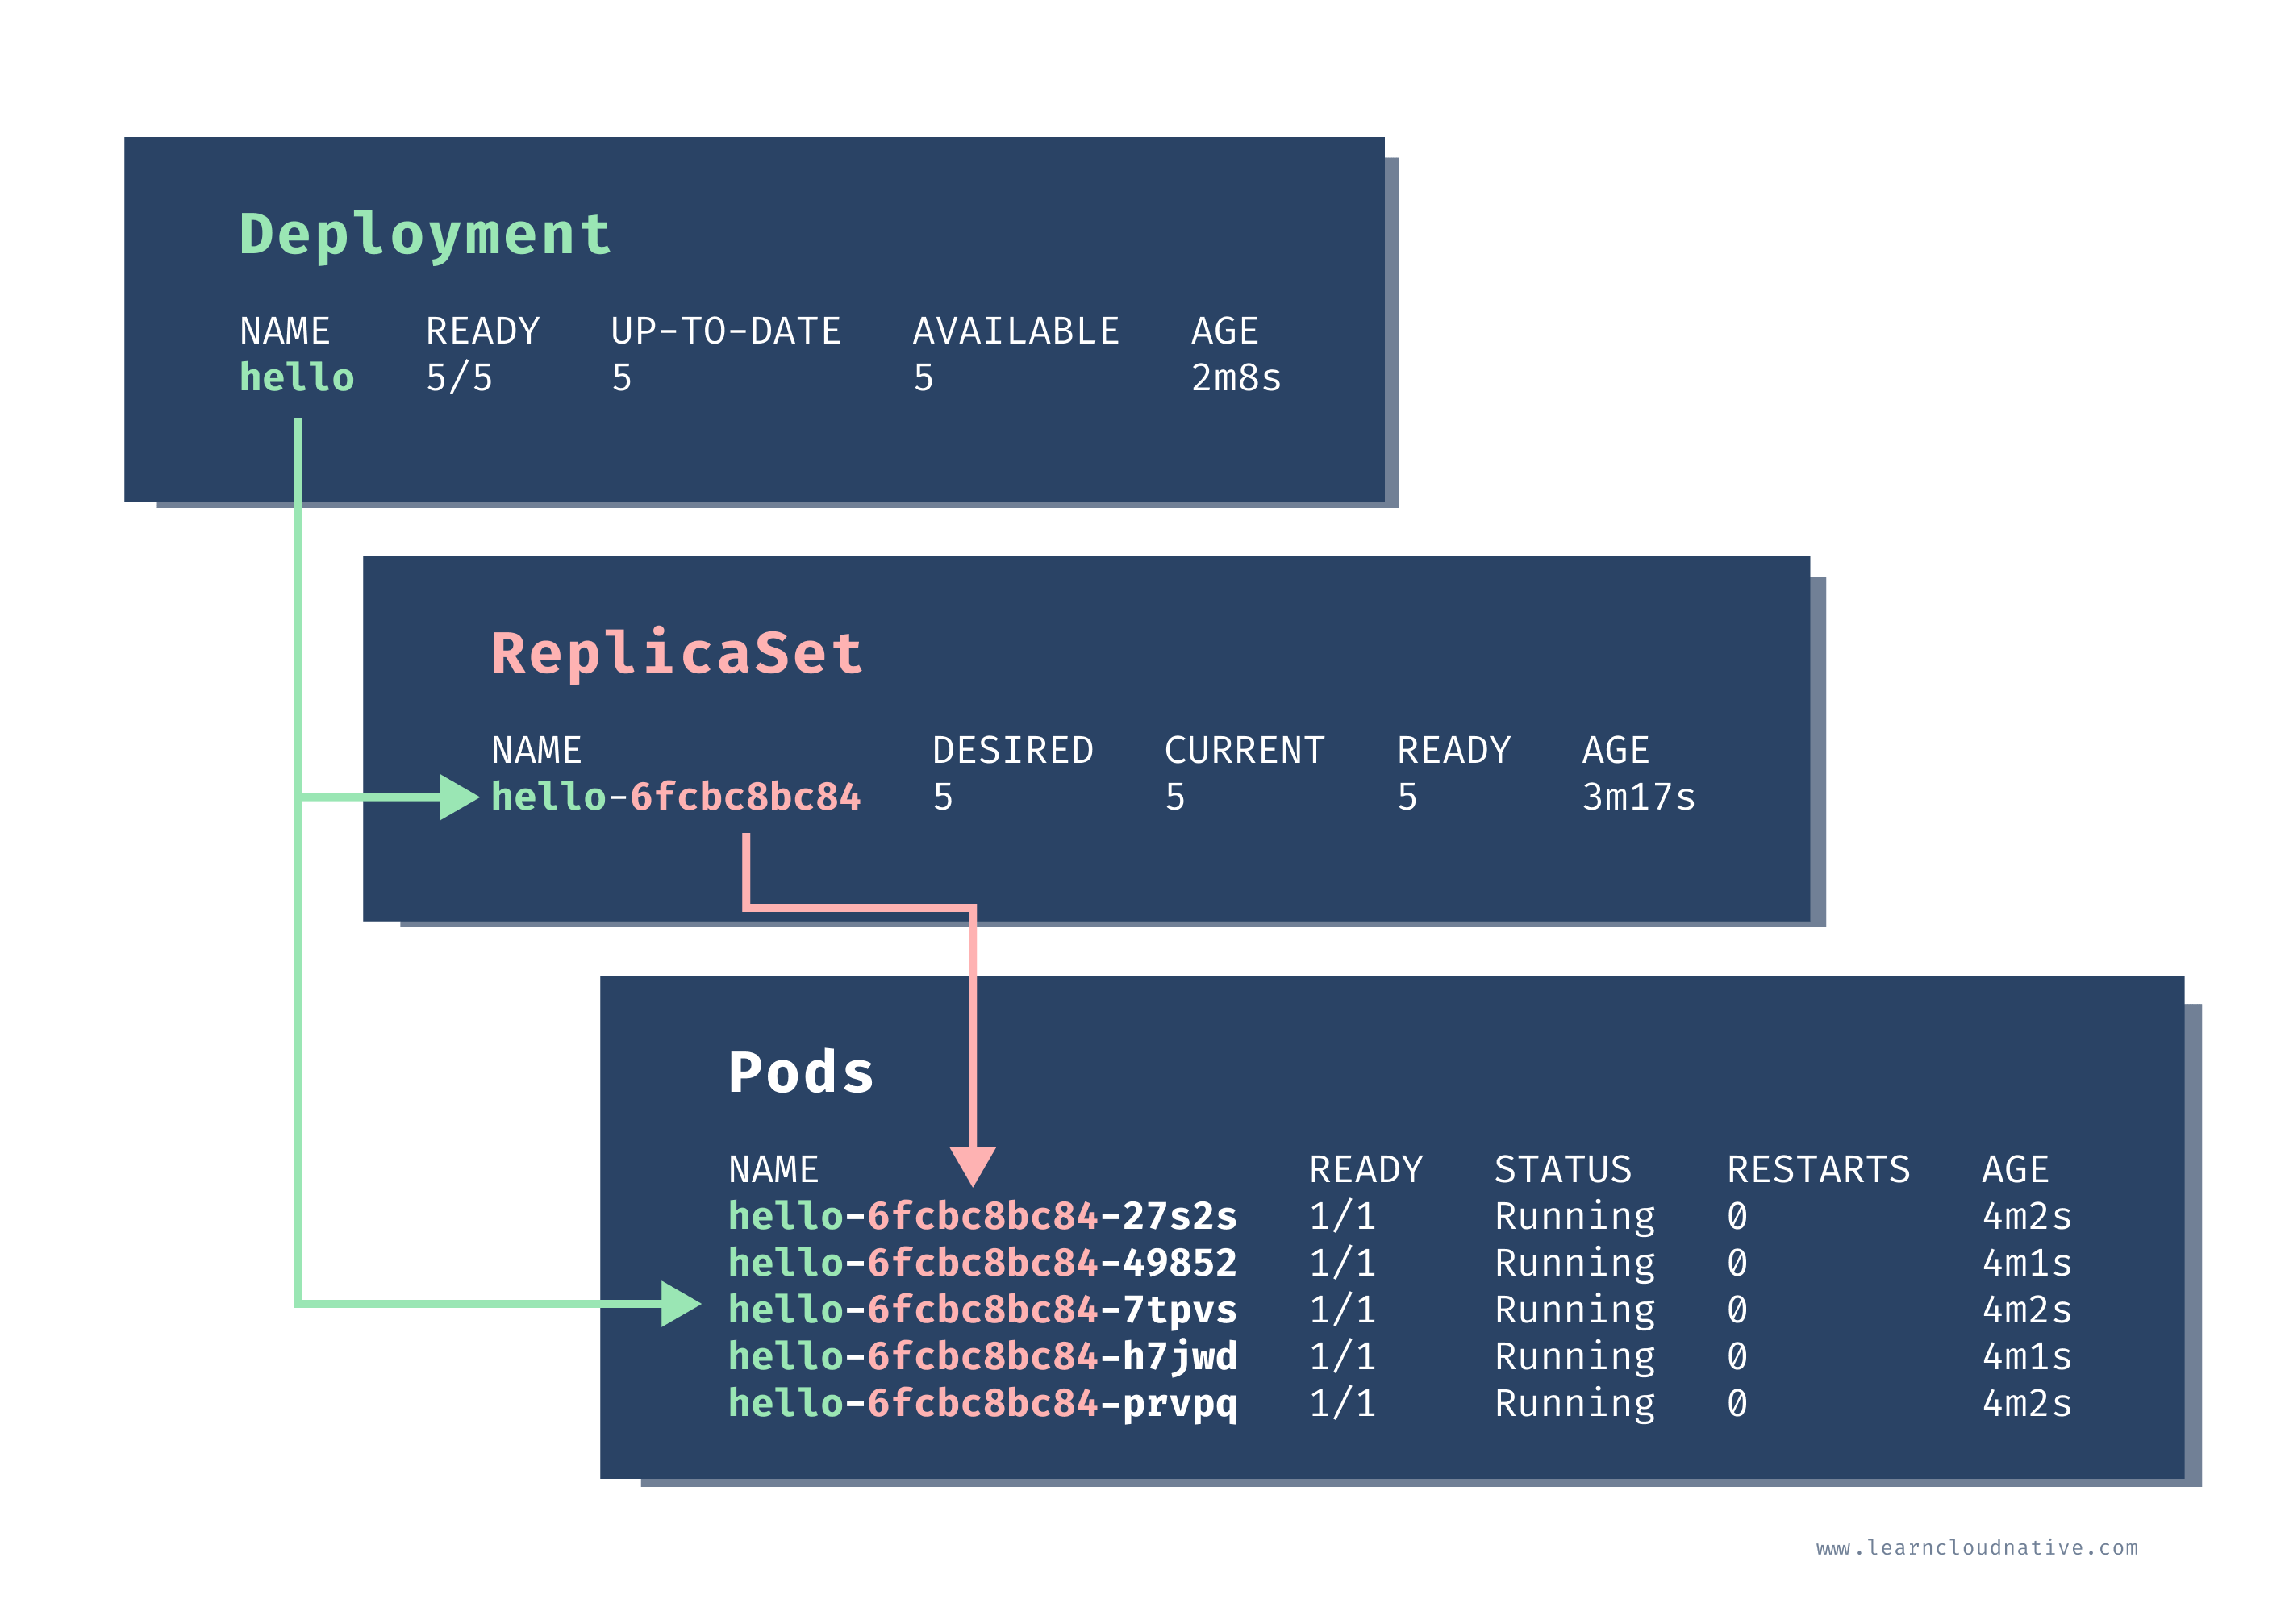 Deployment
NAME READY UP-TO-DATE AVAILABLE AGE
hello 5/5 5 5 2m8s
ReplicaSet
NAME DESIRED CURRENT READY AGE
hello-6fcbc8bc84 5 5 5 3m17s
Pods
NAME READY STATUS RESTARTS AGE
hello-6fcbc8bc84-27s2s 1/1 Running 0 4m2s
hello-6fcbc8bc84-49852 1/1 Running 0 4m1s
hello-6fcbc8bc84-7tpvs 1/1 Running 0 4m2s
hello-6fcbc8bc84-h7jwd 1/1 Running 0 4m1s
hello-6fcbc8bc84-prvpq 1/1 Running 0 4m2s
www.learncloudnative.com